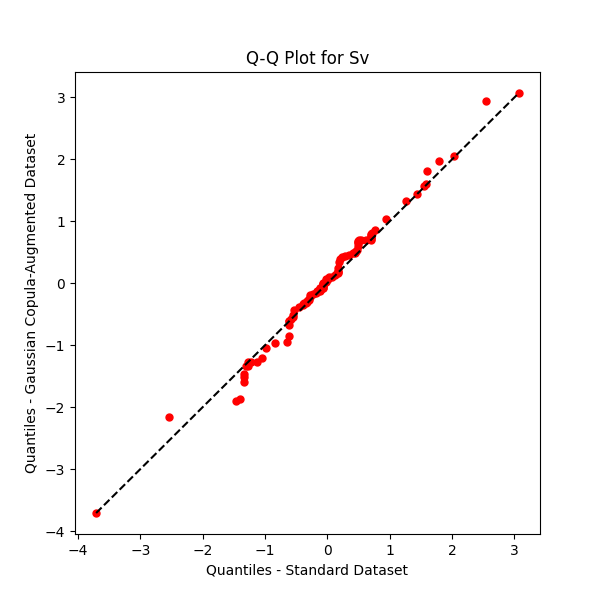 Q-Q Plot for Sv
Quantiles - Gaussian Copula-Augmented Dataset
3
2
1
0
−1
−2
−3
−4
−4 −3 −2 −1 0 1 2 3
Quantiles - Standard Dataset